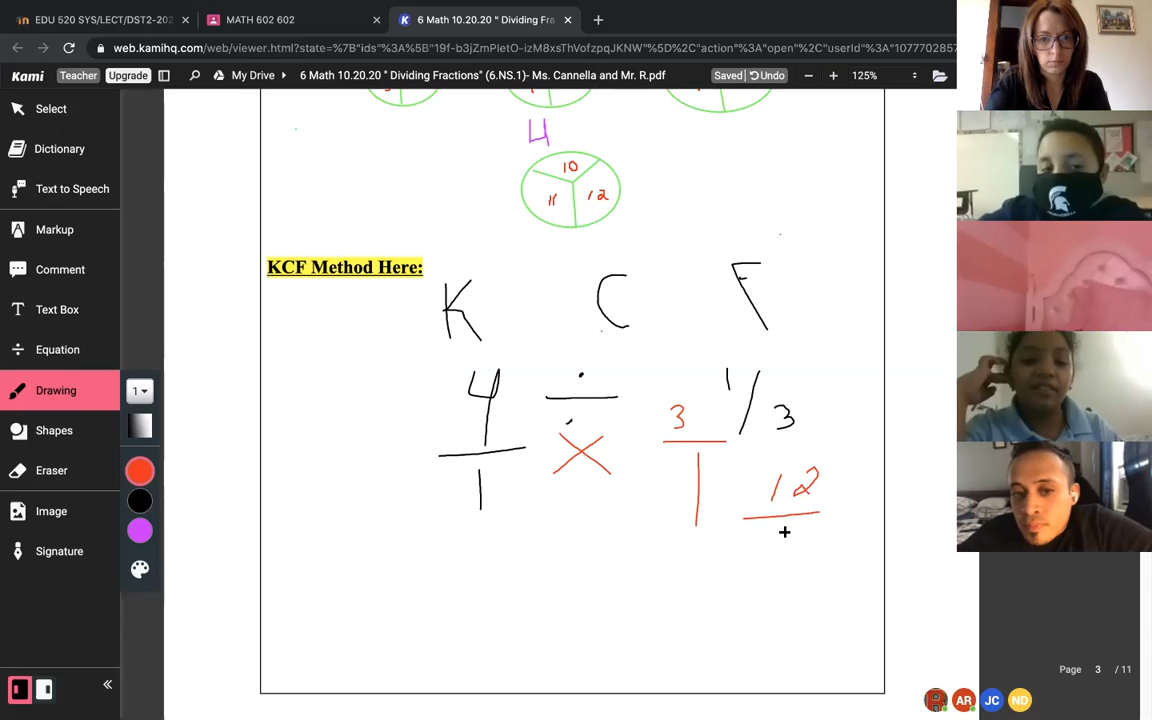 EDU 520 SYS/LECT/DST2-202
MATH 602 602
6 Math 10.20.20 " Dividing Fra
web.kamihq.com/web/viewer.html?state=%7B"ids"%3A%5B"19f-b3jZmPletO-izM8xsThVofzpqJKNW"%5D%2C"action"%3A"open"%2C"userId"%3A"1077702857
Kami Teacher Upgrade My Drive 6 Math 10.20.20 " Dividing Fractions" (6.NS.1)- Ms. Cannella and Mr. R.pdf Saved Undo 125%
Select
Dictionary
Text to Speech
Markup
Comment
Text Box
Equation
Drawing
1
Shapes
Eraser
Image
Signature
4
10
11 12
KCF Method Here:
K C F
4 ÷ 1/3
1 × 3
1
12
Page 3 / 11
AR JC ND